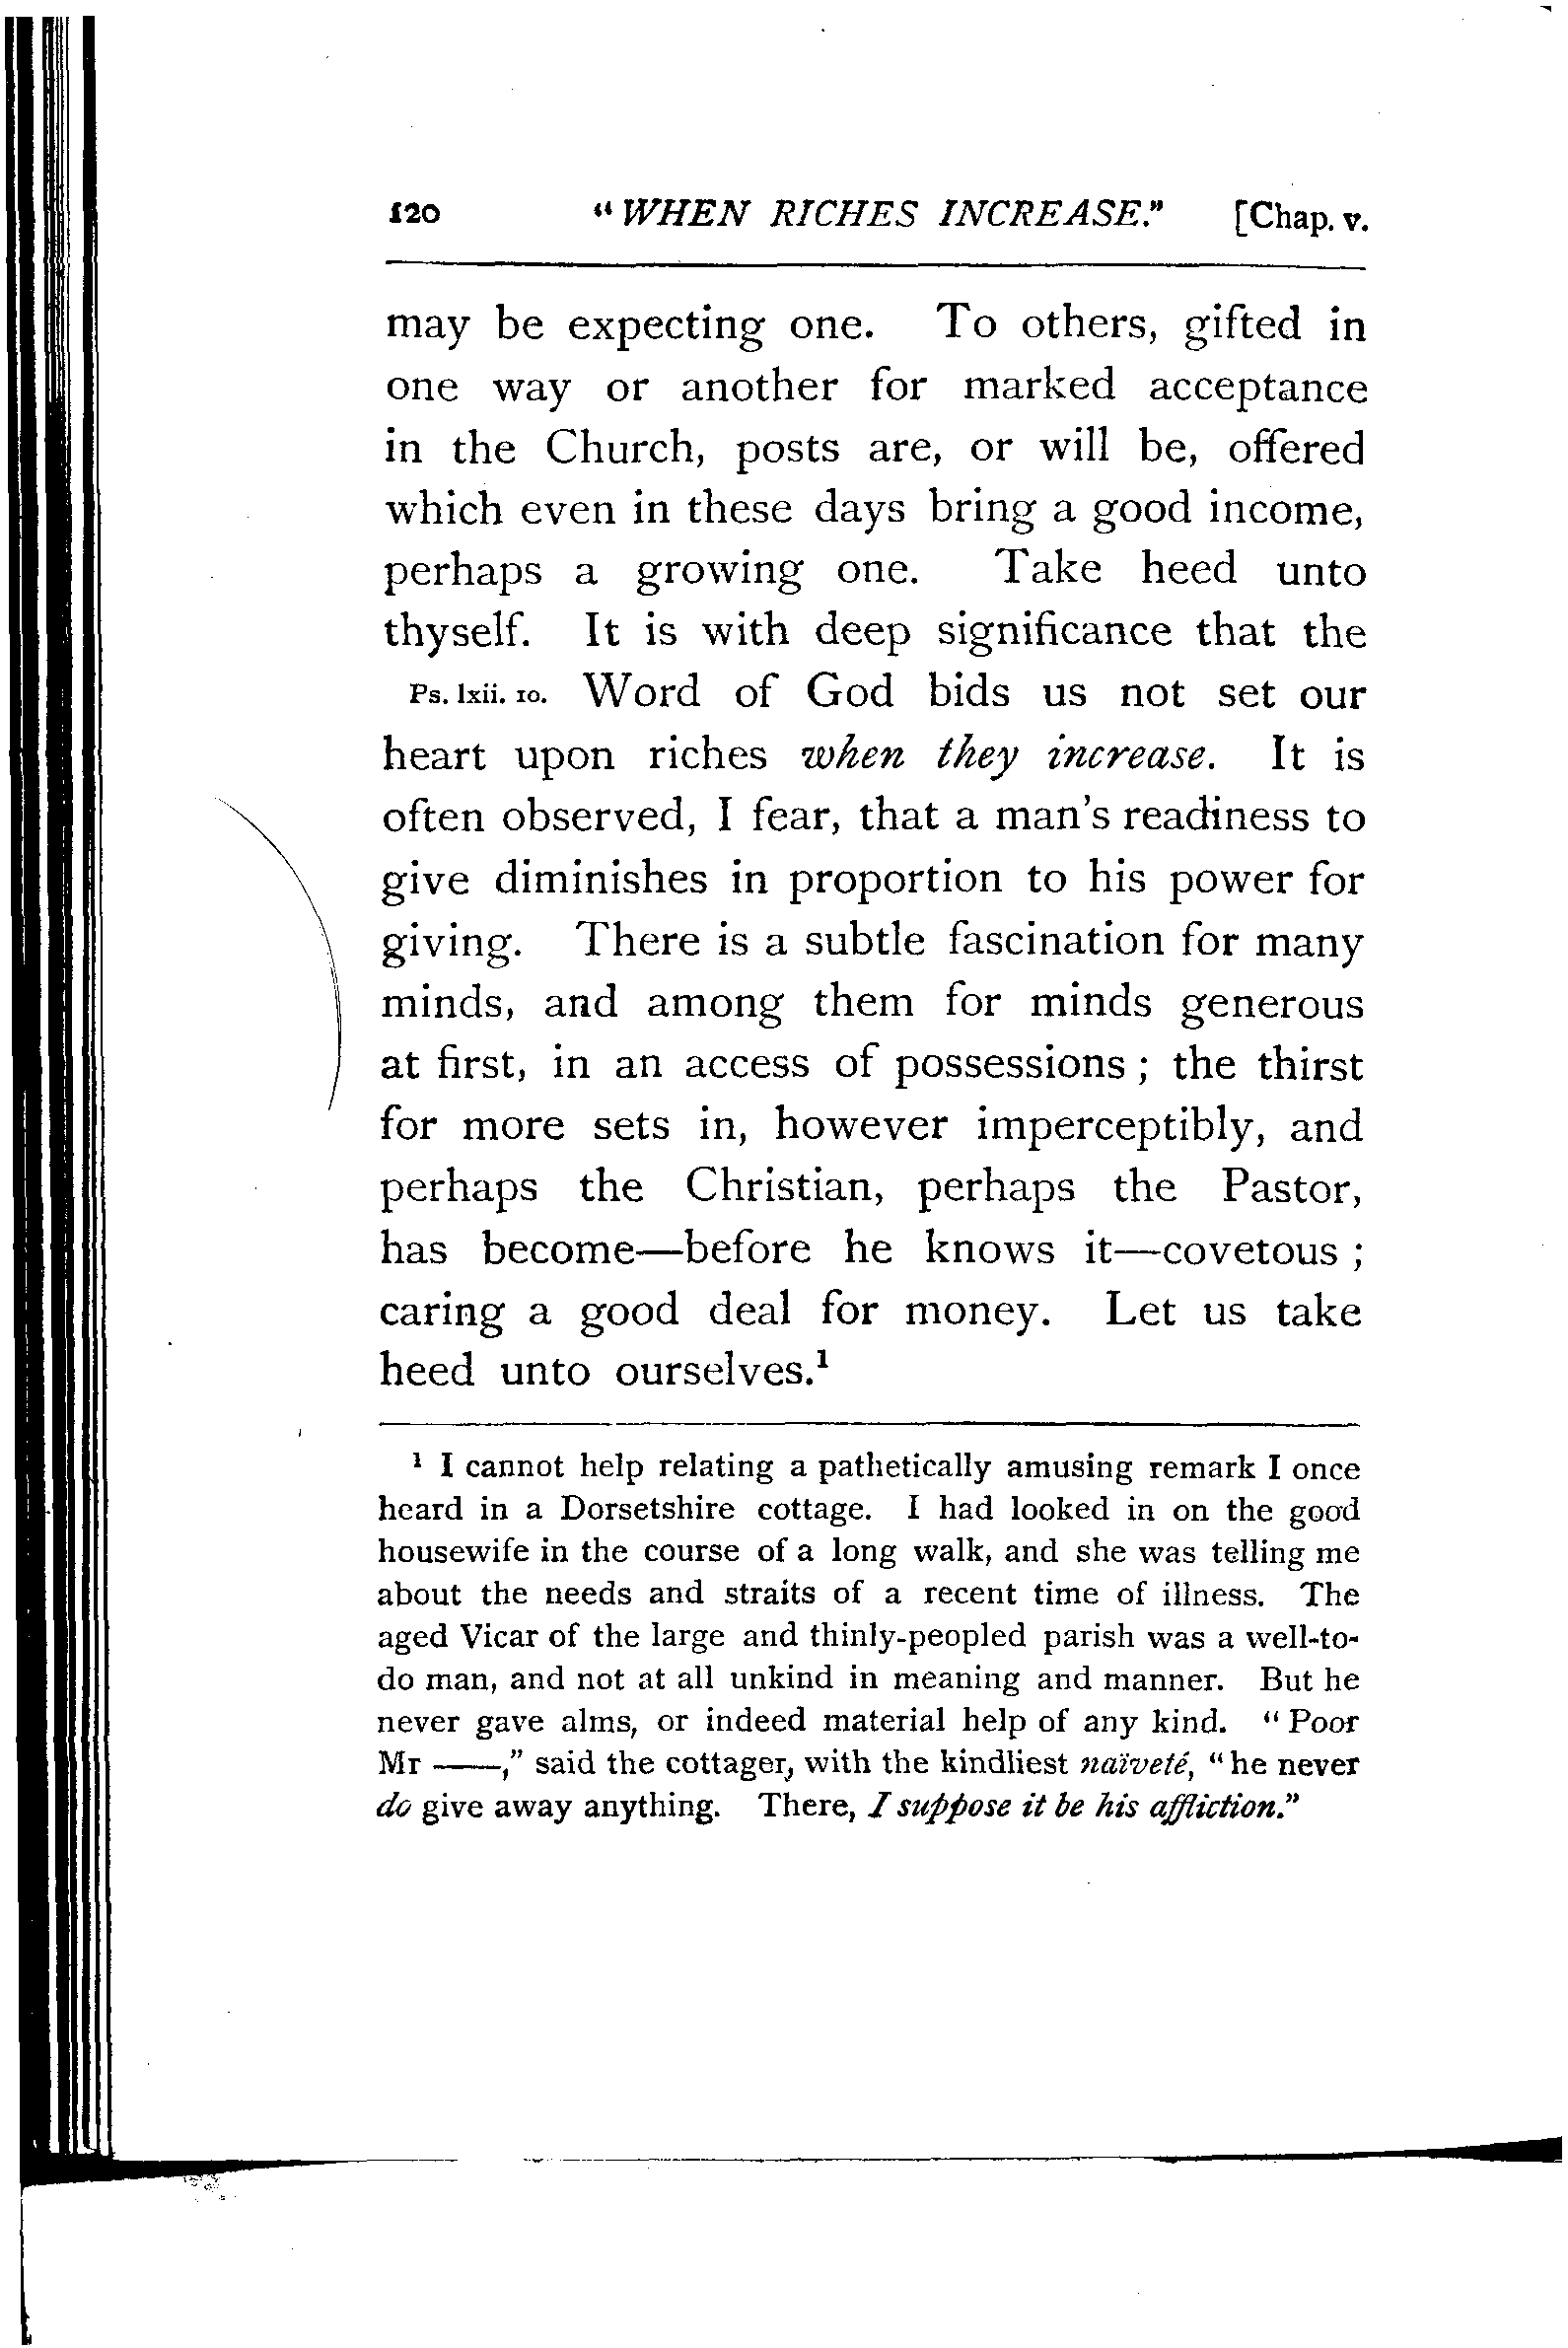 120 "WHEN RICHES INCREASE." [Chap. v.
may be expecting one. To others, gifted in
one way or another for marked acceptance
in the Church, posts are, or will be, offered
which even in these days bring a good income,
perhaps a growing one. Take heed unto
thyself. It is with deep significance that the
Ps. lxii. 10. Word of God bids us not set our
heart upon riches when they increase. It is
often observed, I fear, that a man's readiness to
give diminishes in proportion to his power for
giving. There is a subtle fascination for many
minds, and among them for minds generous
at first, in an access of possessions; the thirst
for more sets in, however imperceptibly, and
perhaps the Christian, perhaps the Pastor,
has become—before he knows it—covetous;
caring a good deal for money. Let us take
heed unto ourselves.¹
¹ I cannot help relating a pathetically amusing remark I once
heard in a Dorsetshire cottage. I had looked in on the good
housewife in the course of a long walk, and she was telling me
about the needs and straits of a recent time of illness. The
aged Vicar of the large and thinly-peopled parish was a well-to-
do man, and not at all unkind in meaning and manner. But he
never gave alms, or indeed material help of any kind. "Poor
Mr ——," said the cottager, with the kindliest naïveté, "he never
do give away anything. There, I suppose it be his affliction."